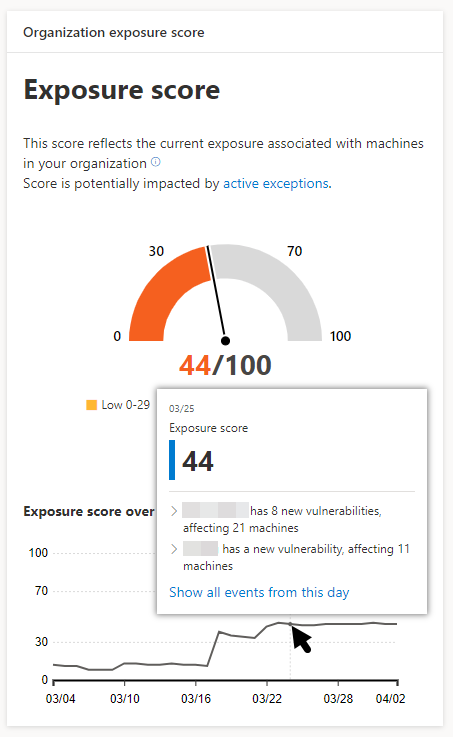 Organization exposure score
Exposure score
This score reflects the current exposure associated with machines
in your organization
Score is potentially impacted by active exceptions.
30
70
0
100
44/100
Low 0-29
03/25
Exposure score
44
has 8 new vulnerabilities,
affecting 21 machines
has a new vulnerability, affecting 11
machines
Show all events from this day
Exposure score over
100
70
30
0
03/04 03/10 03/16 03/22 03/28 04/02